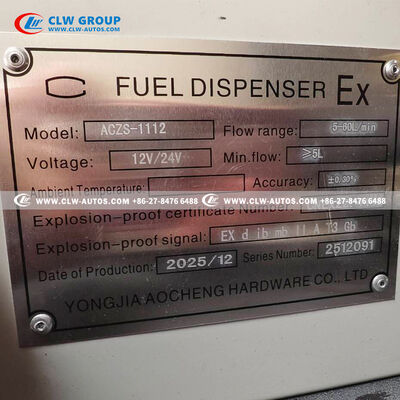 CLW GROUP
WWW.CLW-AUTOS.COM
FUEL DISPENSER Ex
Model: ACZS-1112 Flow range: 5-60L/min
Voltage: 12V/24V Min.flow: ≥5L
Ambient Temperature: Accuracy: ±0.30%
WWW.CLW-AUTOS.COM +86-27-8476 6488 WWW.CLW-AUTOS.COM +86-27-8476 6488
Explosion-proof certificate Number:
Explosion-proof signal: EX d ib mb II A T3 Gb
Date of Production: 2025/12 Series Number: 2512091
YONGJIA AOCHENG HARDWARE CO., LTD